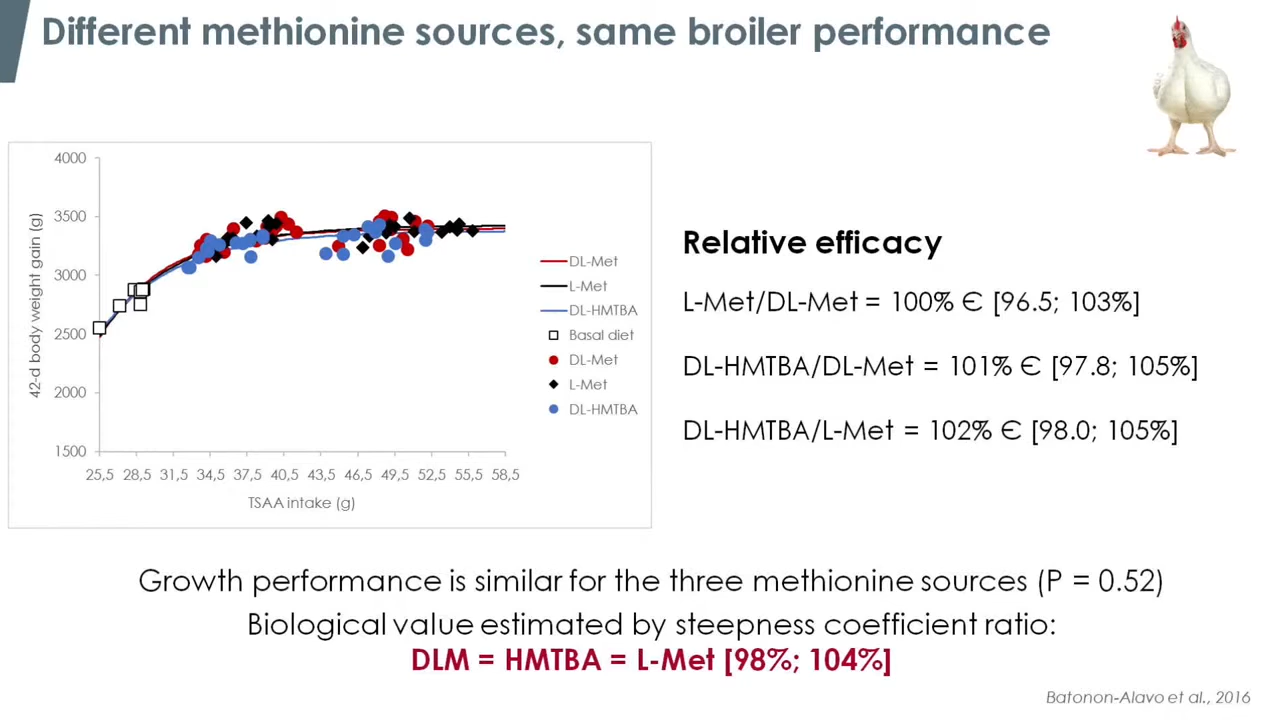 Different methionine sources, same broiler performance
4000
3500
3000
2500
2000
1500
42-d body weight gain (g)
25,5 28,5 31,5 34,5 37,5 40,5 43,5 46,5 49,5 52,5 55,5 58,5
TSAA intake (g)
DL-Met
L-Met
DL-HMTBA
Basal diet
DL-Met
L-Met
DL-HMTBA
Relative efficacy
L-Met/DL-Met = 100% Є [96.5; 103%]
DL-HMTBA/DL-Met = 101% Є [97.8; 105%]
DL-HMTBA/L-Met = 102% Є [98.0; 105%]
Growth performance is similar for the three methionine sources (P = 0.52)
Biological value estimated by steepness coefficient ratio:
DLM = HMTBA = L-Met [98%; 104%]
Batonon-Alavo et al., 2016